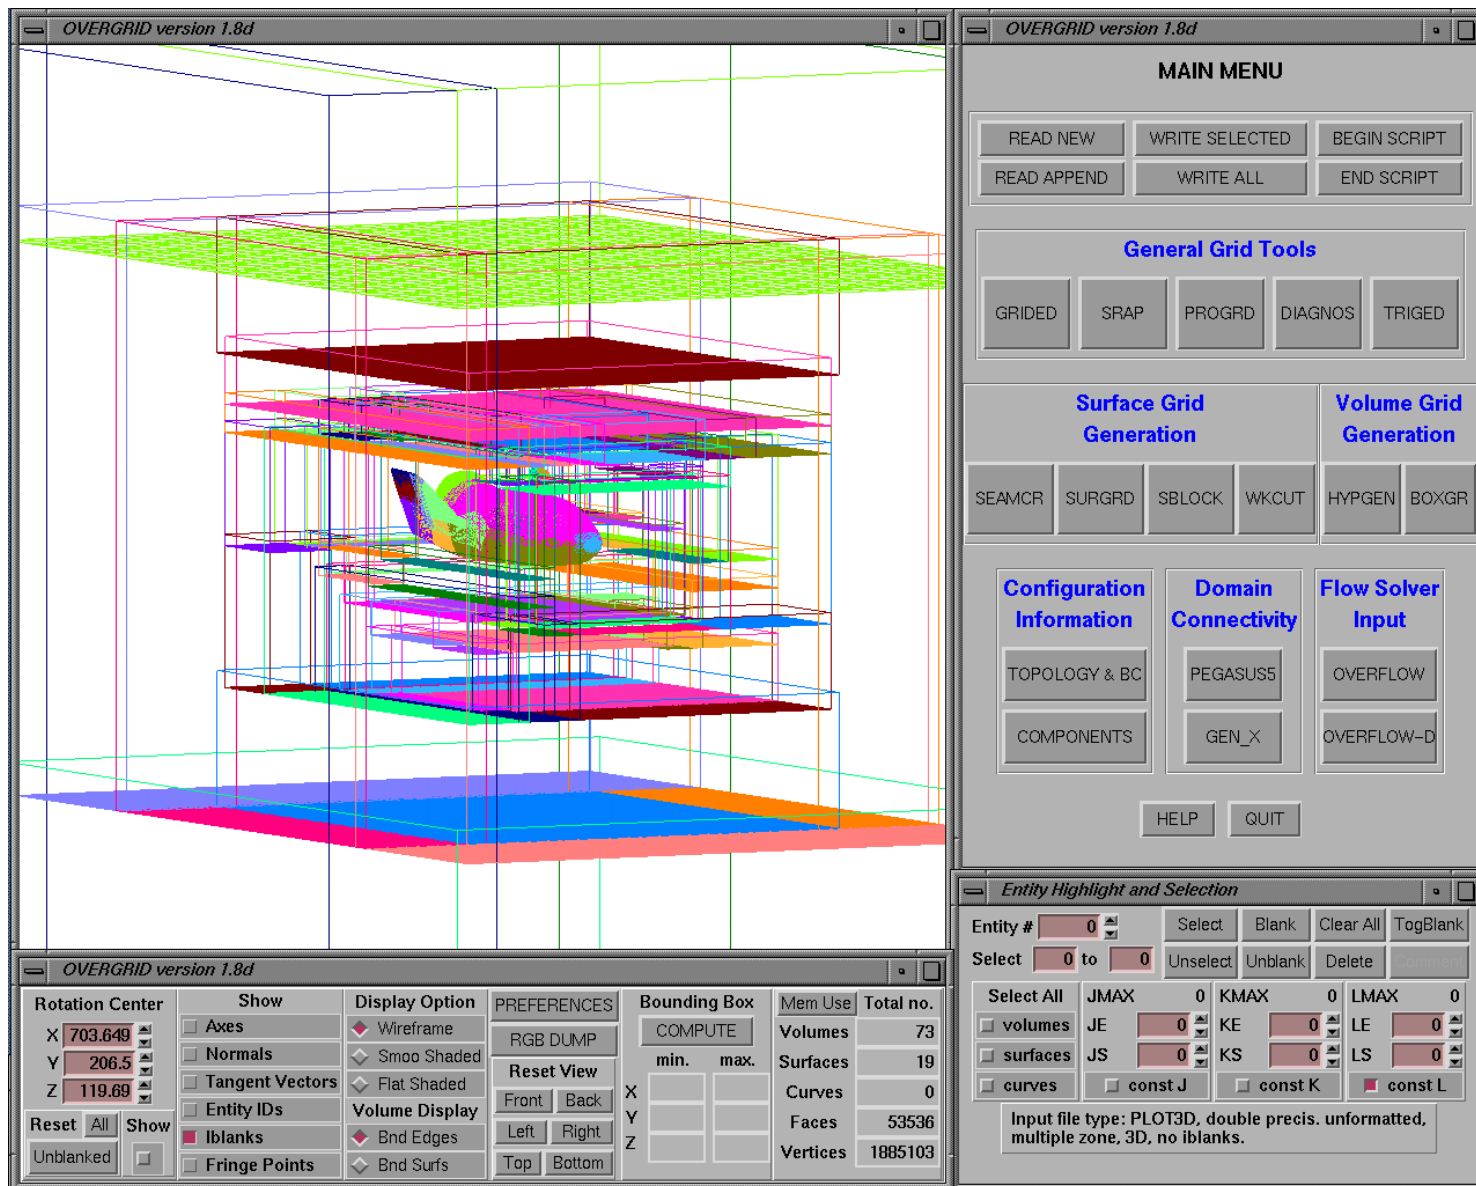 OVERGRID version 1.8d
OVERGRID version 1.8d
MAIN MENU
READ NEW WRITE SELECTED BEGIN SCRIPT
READ APPEND WRITE ALL END SCRIPT
General Grid Tools
GRIDED SRAP PROGRD DIAGNOS TRIGED
Surface Grid
Generation
Volume Grid
Generation
SEAMCR SURGRD SBLOCK WKCUT HYPGEN BOXGR
Configuration
Information
Domain
Connectivity
Flow Solver
Input
TOPOLOGY & BC PEGASUS5 OVERFLOW
COMPONENTS GEN_X OVERFLOW-D
HELP QUIT
Entity Highlight and Selection
Entity # 0 Select Blank Clear All TogBlank
Select 0 to 0 Unselect Unblank Delete Comment
Select All JMAX 0 KMAX 0 LMAX 0
volumes JE 0 KE 0 LE 0
surfaces JS 0 KS 0 LS 0
curves const J const K const L
Input file type: PLOT3D, double precis. unformatted,
multiple zone, 3D, no iblanks.
OVERGRID version 1.8d
Rotation Center
X 703.649
Y 206.5
Z 119.69
Reset All Show
Unblanked
Show
Axes
Normals
Tangent Vectors
Entity IDs
Iblanks
Fringe Points
Display Option
Wireframe
Smoo Shaded
Flat Shaded
Volume Display
Bnd Edges
Bnd Surfs
PREFERENCES
RGB DUMP
Reset View
Front Back
Left Right
Top Bottom
Bounding Box
COMPUTE
min. max.
X
Y
Z
Mem Use Total no.
Volumes 73
Surfaces 19
Curves 0
Faces 53536
Vertices 1885103